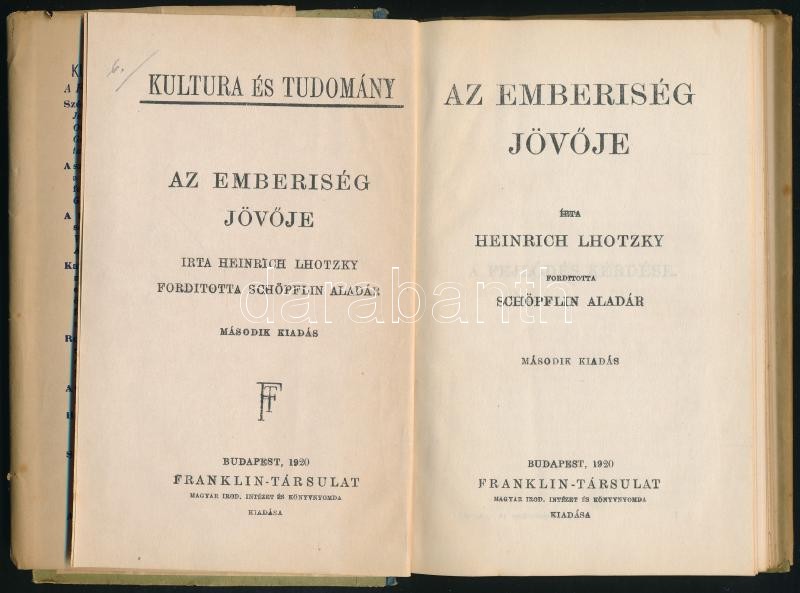 6.
KULTURA ÉS TUDOMÁNY
AZ EMBERISÉG
JÖVŐJE
IRTA HEINRICH LHOTZKY
FORDITOTTA SCHÖPFLIN ALADÁR
MÁSODIK KIADÁS
FT
BUDAPEST, 1920
FRANKLIN-TÁRSULAT
MAGYAR IROD. INTÉZET ÉS KÖNYVNYOMDA
KIADÁSA
AZ EMBERISÉG
JÖVŐJE
ÍRTA
HEINRICH LHOTZKY
FORDITOTTA
SCHÖPFLIN ALADÁR
MÁSODIK KIADÁS
BUDAPEST, 1920
FRANKLIN-TÁRSULAT
MAGYAR IROD. INTÉZET ÉS KÖNYVNYOMDA
KIADÁSA
darabanth